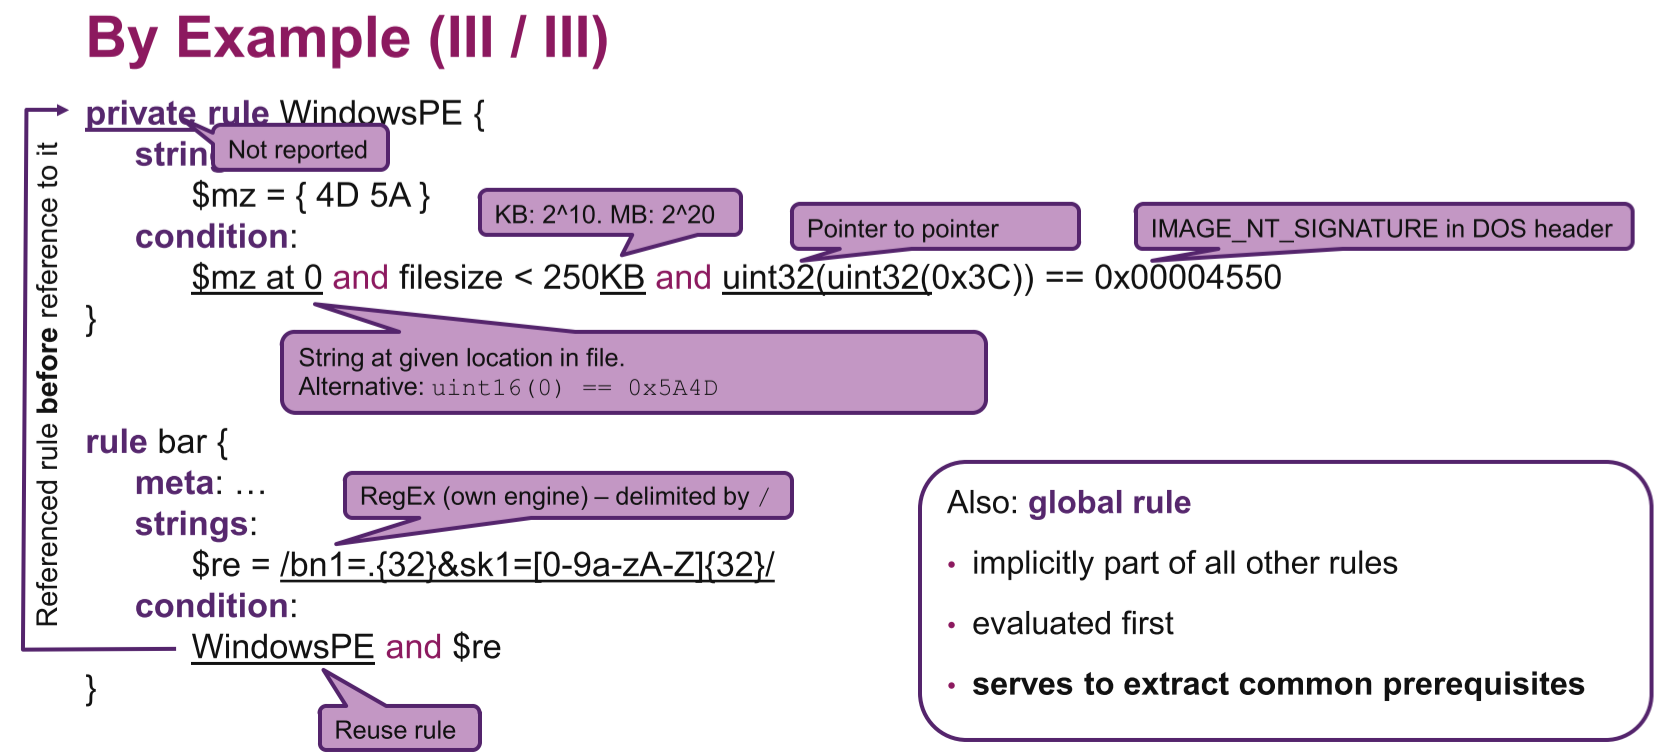 By Example (III / III)
private rule WindowsPE {
Not reported
string
$mz = { 4D 5A }
KB: 2^10. MB: 2^20
Pointer to pointer
IMAGE_NT_SIGNATURE in DOS header
condition:
$mz at 0 and filesize < 250KB and uint32(uint32(0x3C)) == 0x00004550
}
String at given location in file.
Alternative: uint16(0) == 0x5A4D
Referenced rule before reference to it
rule bar {
meta: …
RegEx (own engine) – delimited by /
strings:
$re = /bn1=.{32}&sk1=[0-9a-zA-Z]{32}/
condition:
WindowsPE and $re
}
Reuse rule
Also: global rule
• implicitly part of all other rules
• evaluated first
• serves to extract common prerequisites